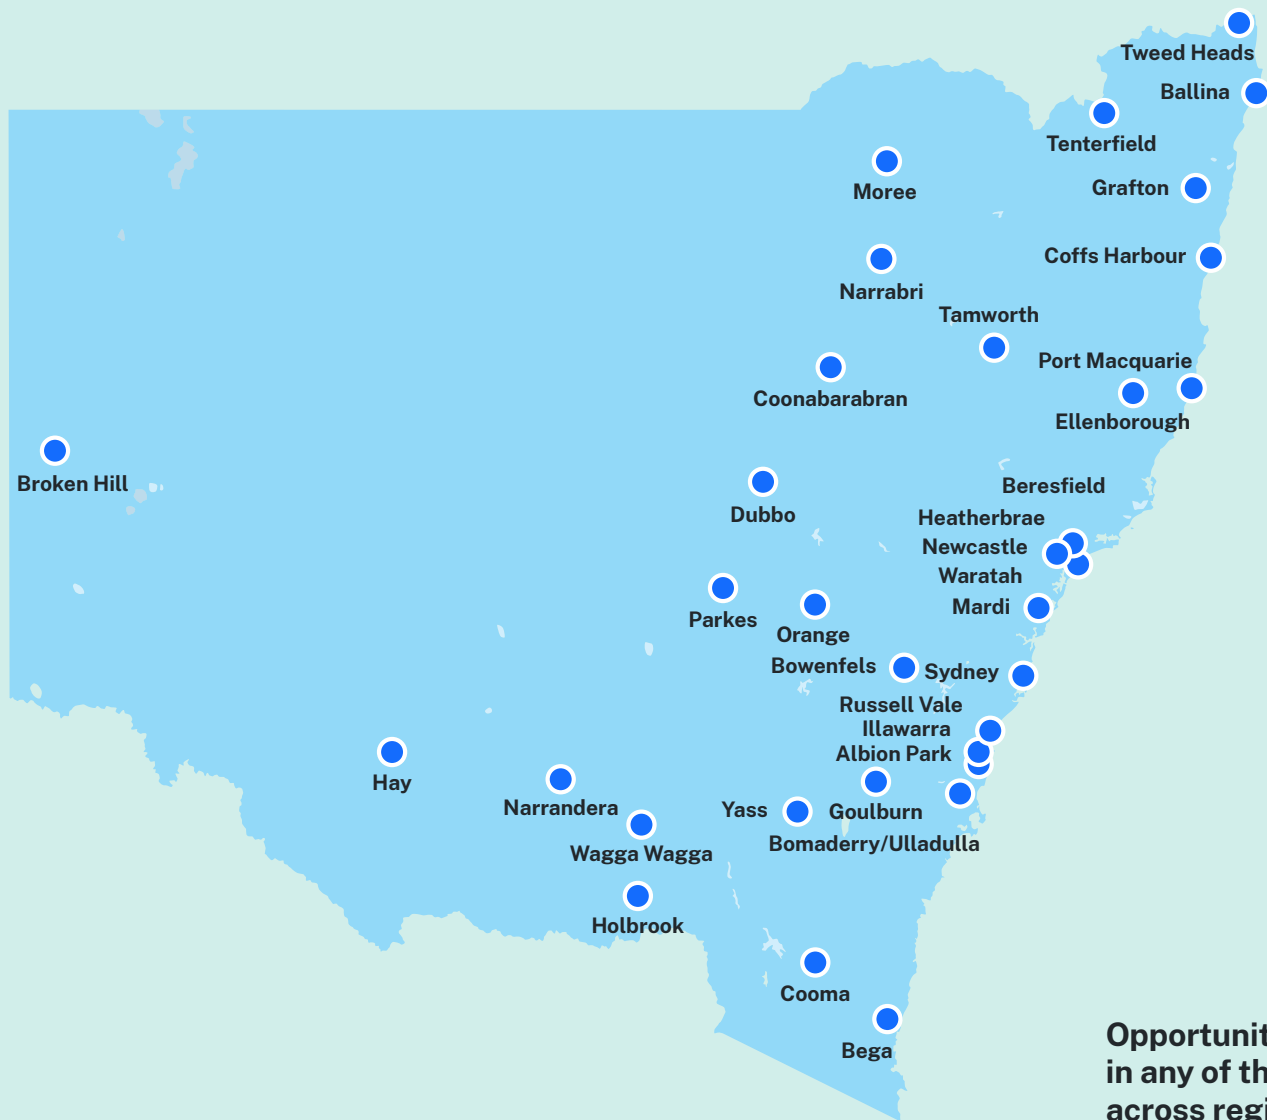 Tweed Heads
Ballina
Tenterfield
Grafton
Moree
Coffs Harbour
Narrabri
Tamworth
Port Macquarie
Coonabarabran
Ellenborough
Broken Hill
Beresfield
Dubbo
Heatherbrae
Newcastle
Waratah
Mardi
Parkes
Orange
Bowenfels
Sydney
Russell Vale
Illawarra
Albion Park
Hay
Narrandera
Yass
Goulburn
Bomaderry/Ulladulla
Wagga Wagga
Holbrook
Cooma
Bega
Opportunit
in any of th
across regi